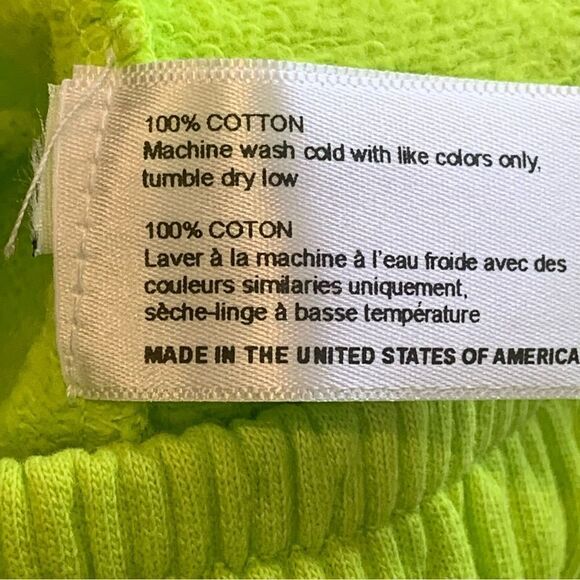 100% COTTON
Machine wash cold with like colors only,
tumble dry low
100% COTON
Laver à la machine à l'eau froide avec des
couleurs similaries uniquement,
sèche-linge à basse température
MADE IN THE UNITED STATES OF AMERICA